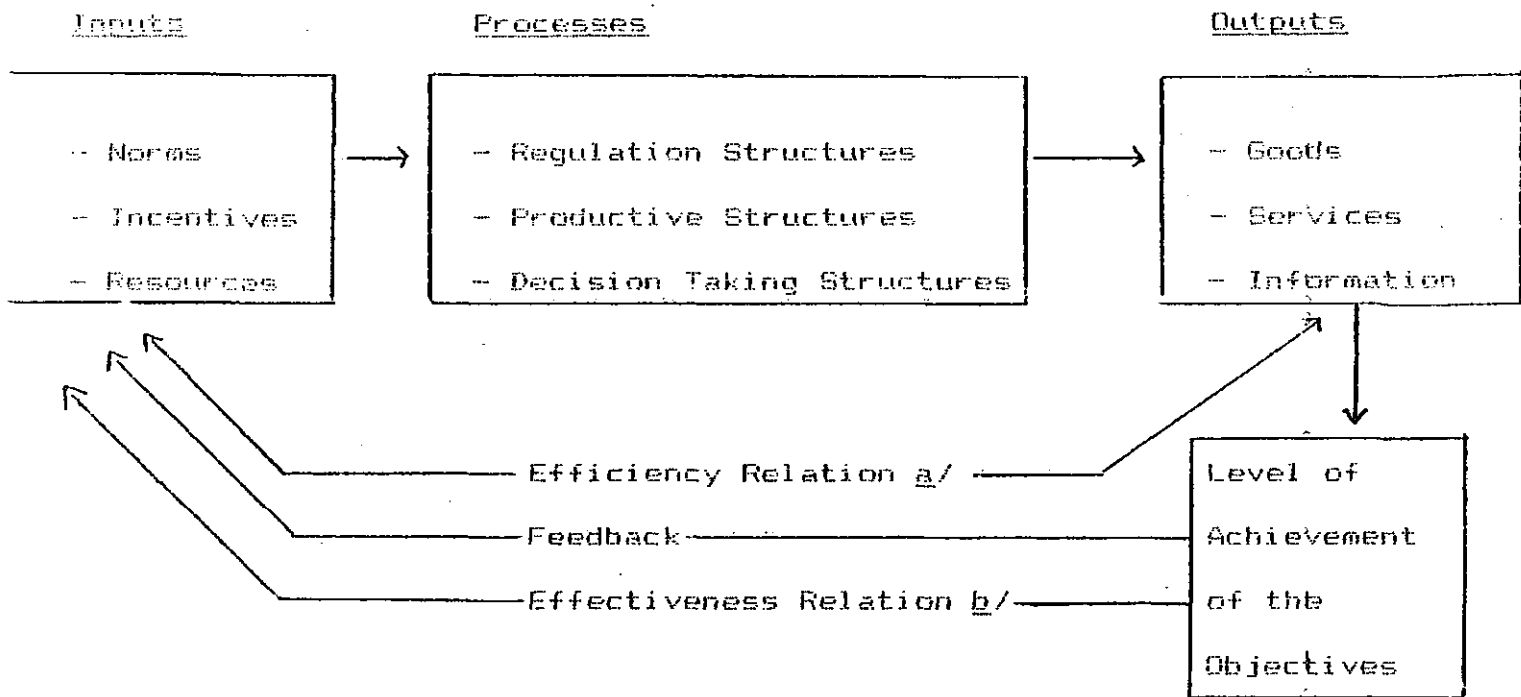 Inputs Processes Outputs
- Norms - Regulation Structures - Goods
- Incentives - Productive Structures - Services
- Resources - Decision Taking Structures - Information
Efficiency Relation a/ Level of
Feedback Achievement
Effectiveness Relation b/ of the
Objectives